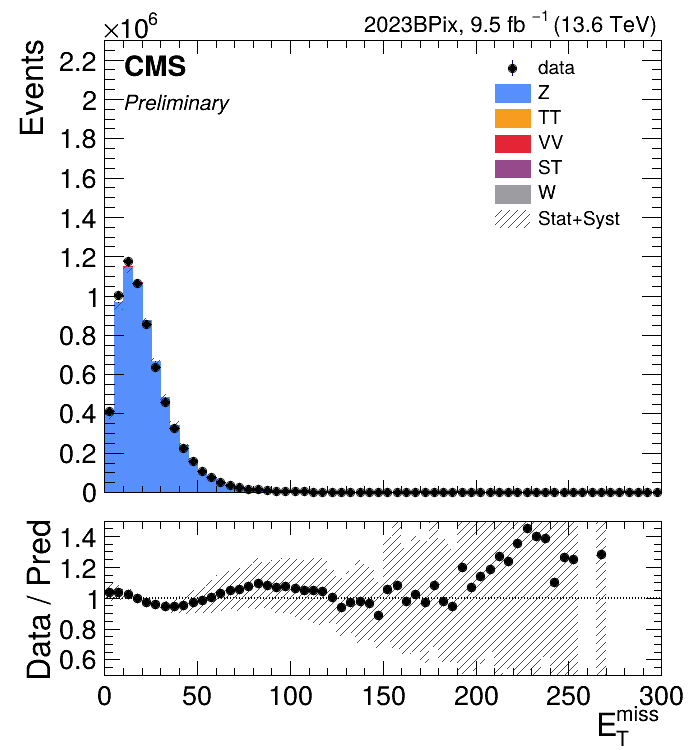 ×10⁶
2023BPix, 9.5 fb ⁻¹ (13.6 TeV)
CMS
Preliminary
Events
2.2
2
1.8
1.6
1.4
1.2
1
0.8
0.6
0.4
0.2
0
data
Z
TT
VV
ST
W
Stat+Syst
Data / Pred
1.4
1.2
1
0.8
0.6
0 50 100 150 200 250 300
E_T^miss